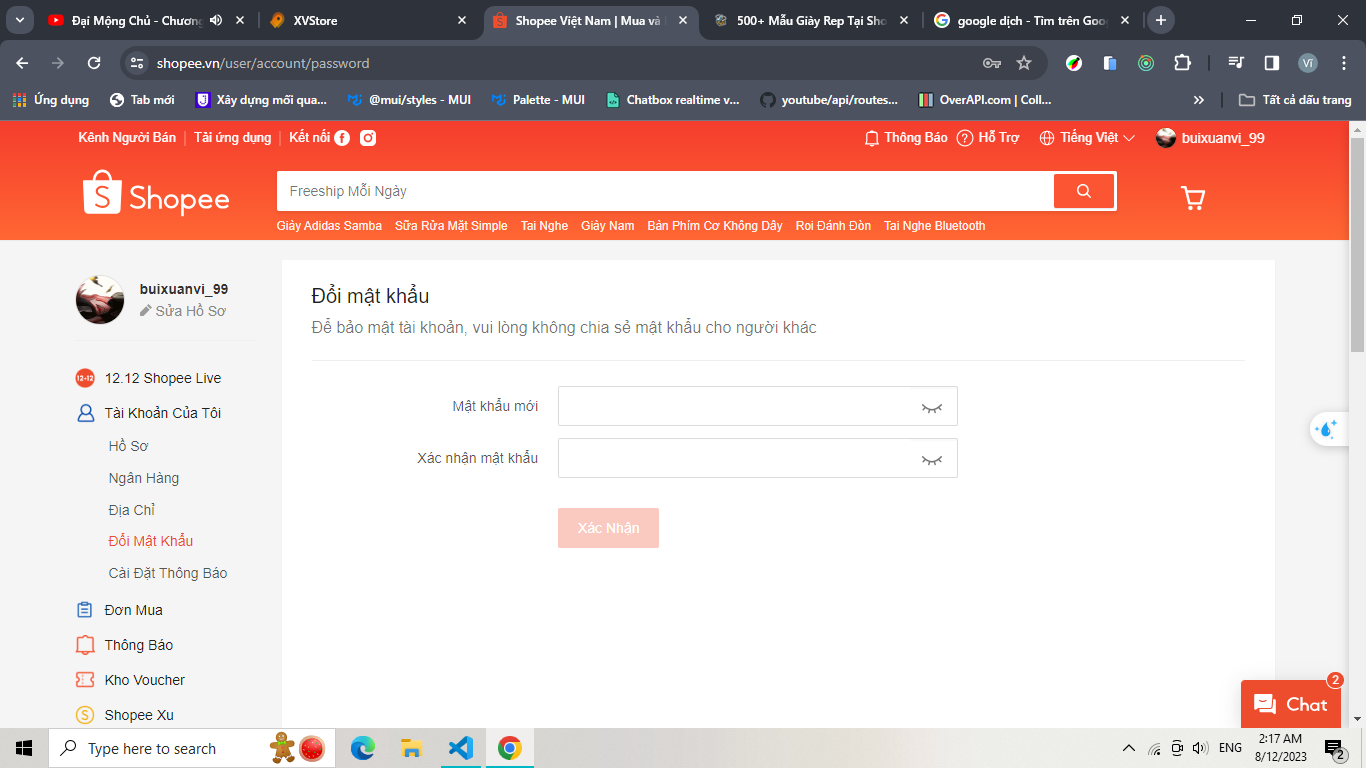 Đại Mộng Chủ - Chương
XVStore
Shopee Việt Nam | Mua và
500+ Mẫu Giày Rep Tại Sho
google dịch - Tìm trên Goog
shopee.vn/user/account/password
Vĩ
Ứng dụng
Tab mới
Xây dựng mối qua...
@mui/styles - MUI
Palette - MUI
Chatbox realtime v...
youtube/api/routes...
OverAPI.com | Coll...
Tất cả dấu trang
Kênh Người Bán
Tải ứng dụng
Kết nối
Thông Báo
Hỗ Trợ
Tiếng Việt
buixuanvi_99
Shopee
Freeship Mỗi Ngày
Giày Adidas Samba Sữa Rửa Mặt Simple Tai Nghe Giày Nam Bàn Phím Cơ Không Dây Roi Đánh Đòn Tai Nghe Bluetooth
buixuanvi_99
Sửa Hồ Sơ
12.12 Shopee Live
Tài Khoản Của Tôi
Hồ Sơ
Ngân Hàng
Địa Chỉ
Đổi Mật Khẩu
Cài Đặt Thông Báo
Đơn Mua
Thông Báo
Kho Voucher
Shopee Xu
Đổi mật khẩu
Để bảo mật tài khoản, vui lòng không chia sẻ mật khẩu cho người khác
Mật khẩu mới
Xác nhận mật khẩu
Xác Nhận
2
Chat
Type here to search
ENG
2:17 AM
8/12/2023
2